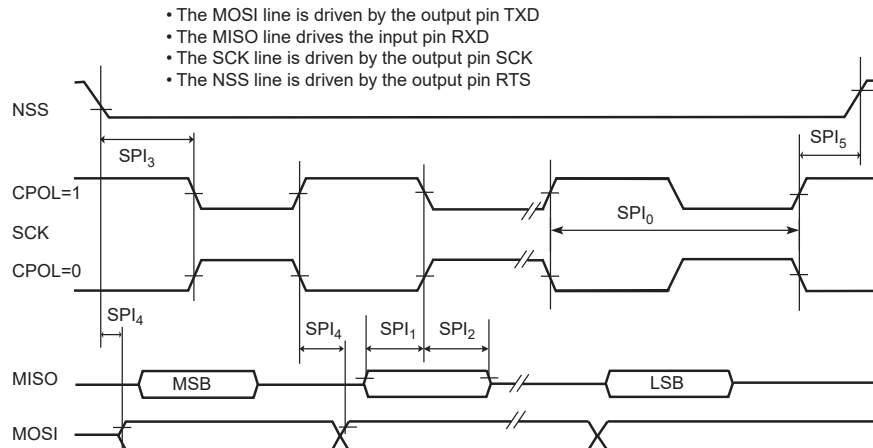 • The MOSI line is driven by the output pin TXD
• The MISO line drives the input pin RXD
• The SCK line is driven by the output pin SCK
• The NSS line is driven by the output pin RTS
NSS
SPI3
SPI5
CPOL=1
SPI0
SCK
CPOL=0
SPI4
SPI4
SPI1
SPI2
MISO
MSB
LSB
MOSI